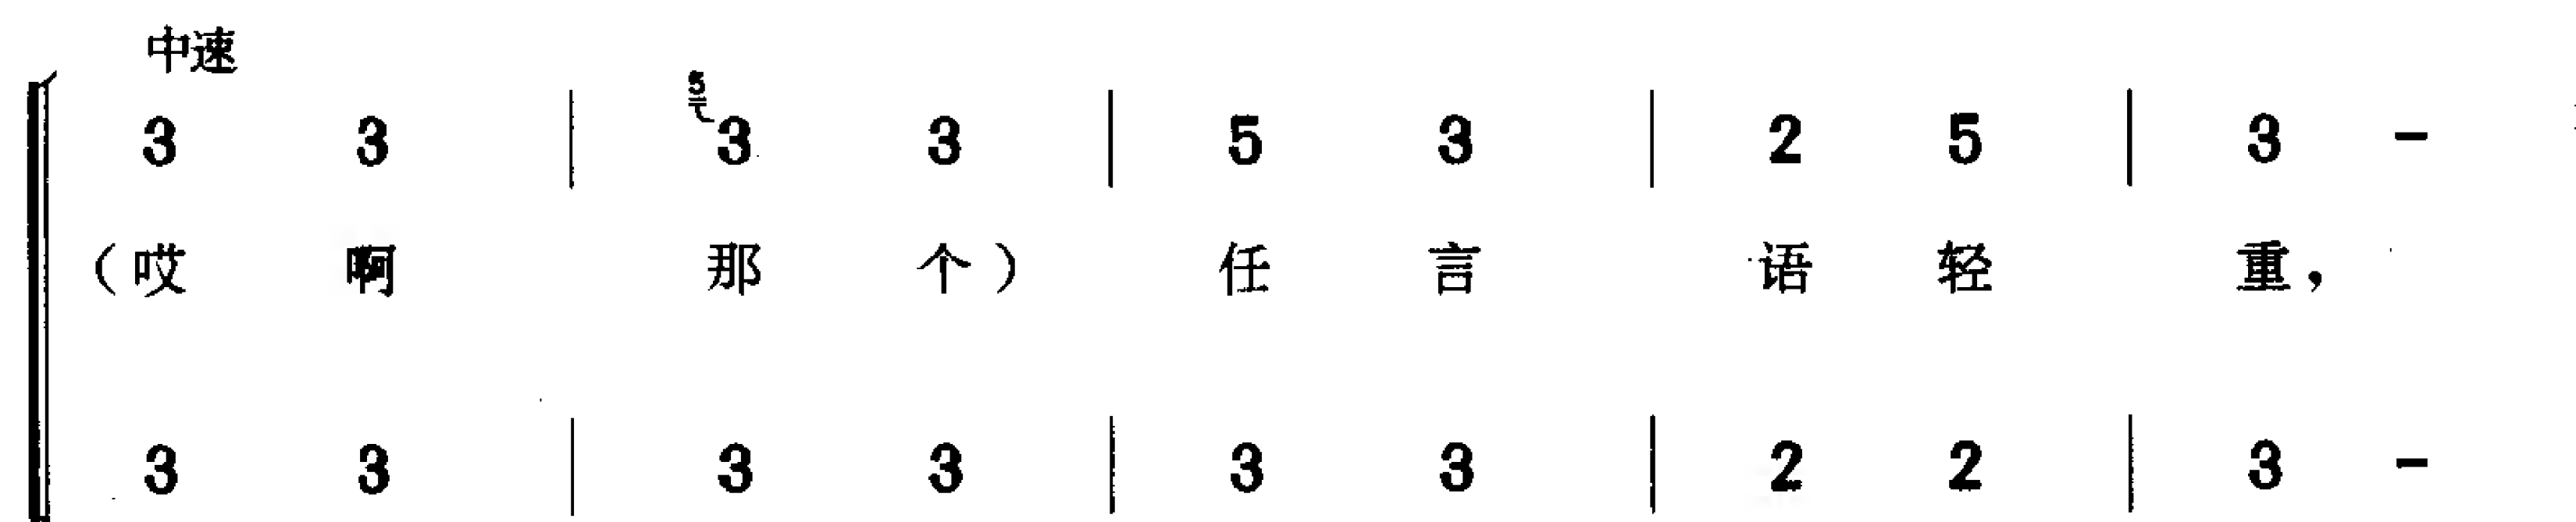 中速
3 3 | 5 3 3 | 5 3 | 2 5 | 3 -
（哎 啊 那 个） 任 言 语 轻 重，
3 3 | 3 3 | 3 3 | 2 2 | 3 -